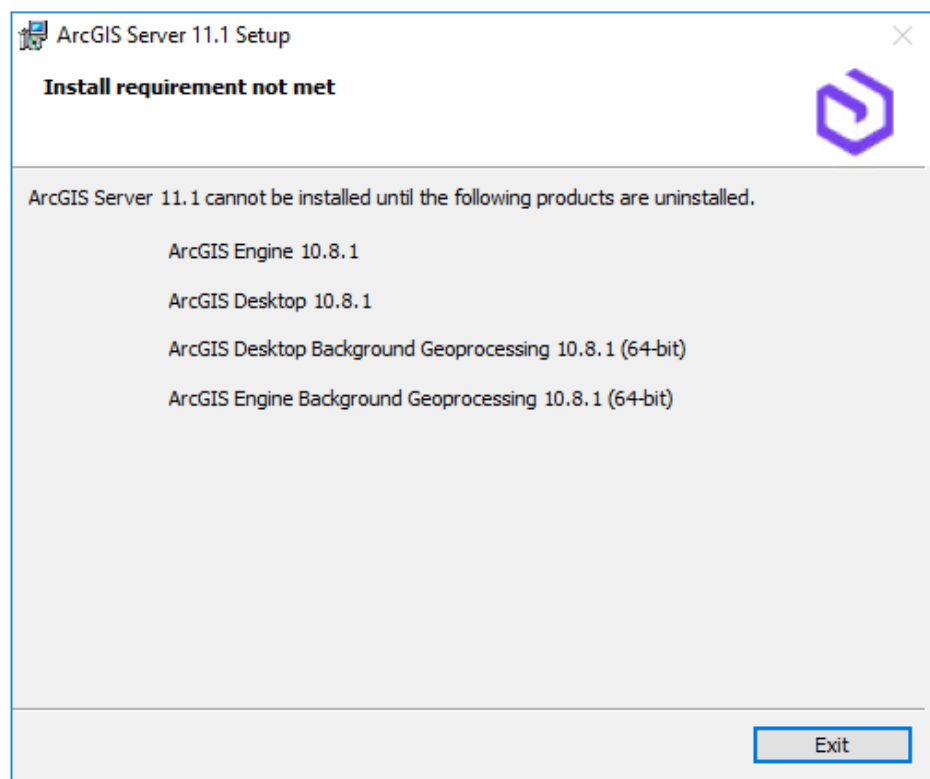 ArcGIS Server 11.1 Setup
Install requirement not met
ArcGIS Server 11.1 cannot be installed until the following products are uninstalled.
ArcGIS Engine 10.8.1
ArcGIS Desktop 10.8.1
ArcGIS Desktop Background Geoprocessing 10.8.1 (64-bit)
ArcGIS Engine Background Geoprocessing 10.8.1 (64-bit)
Exit